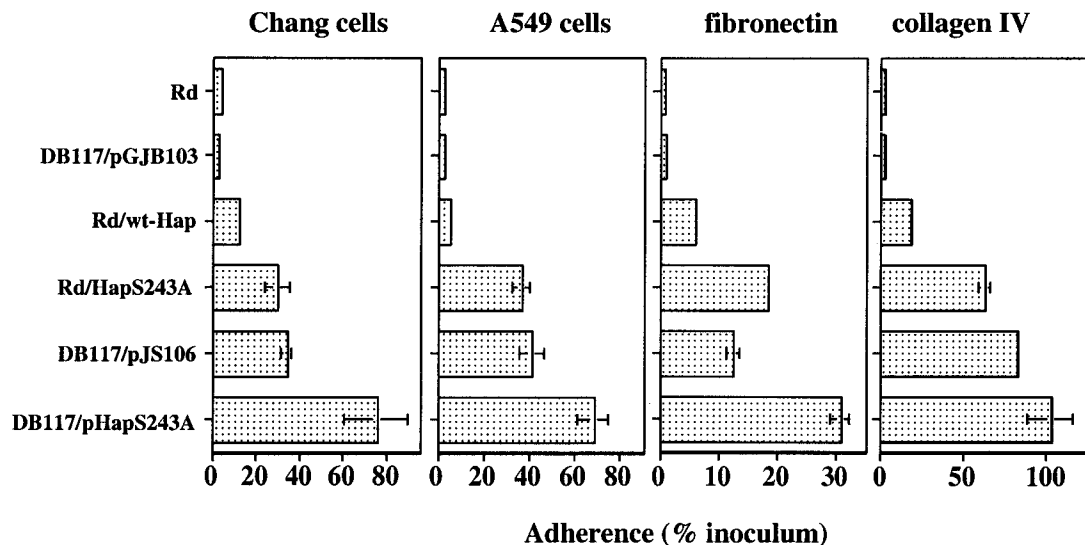 Chang cells A549 cells fibronectin collagen IV
Rd
DB117/pGJB103
Rd/wt-Hap
Rd/HapS243A
DB117/pJS106
DB117/pHapS243A
0 20 40 60 80 0 20 40 60 80 0 10 20 30 0 50 100
Adherence (% inoculum)